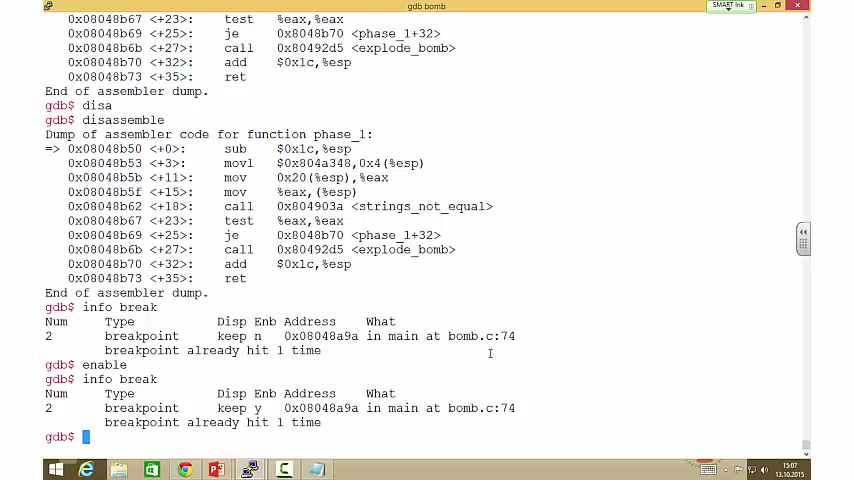 gdb bomb
SMART Ink
0x08048b67 <+23>: test %eax,%eax
0x08048b69 <+25>: je 0x8048b70 <phase_1+32>
0x08048b6b <+27>: call 0x80492d5 <explode_bomb>
0x08048b70 <+32>: add $0x1c,%esp
0x08048b73 <+35>: ret
End of assembler dump.
gdb$ disa
gdb$ disassemble
Dump of assembler code for function phase_1:
=> 0x08048b50 <+0>: sub $0x1c,%esp
0x08048b53 <+3>: movl $0x804a348,0x4(%esp)
0x08048b5b <+11>: mov 0x20(%esp),%eax
0x08048b5f <+15>: mov %eax,(%esp)
0x08048b62 <+18>: call 0x804903a <strings_not_equal>
0x08048b67 <+23>: test %eax,%eax
0x08048b69 <+25>: je 0x8048b70 <phase_1+32>
0x08048b6b <+27>: call 0x80492d5 <explode_bomb>
0x08048b70 <+32>: add $0x1c,%esp
0x08048b73 <+35>: ret
End of assembler dump.
gdb$ info break
Num Type Disp Enb Address What
2 breakpoint keep n 0x08048a9a in main at bomb.c:74
breakpoint already hit 1 time
gdb$ enable
gdb$ info break
Num Type Disp Enb Address What
2 breakpoint keep y 0x08048a9a in main at bomb.c:74
breakpoint already hit 1 time
gdb$
15:07
13.10.2015